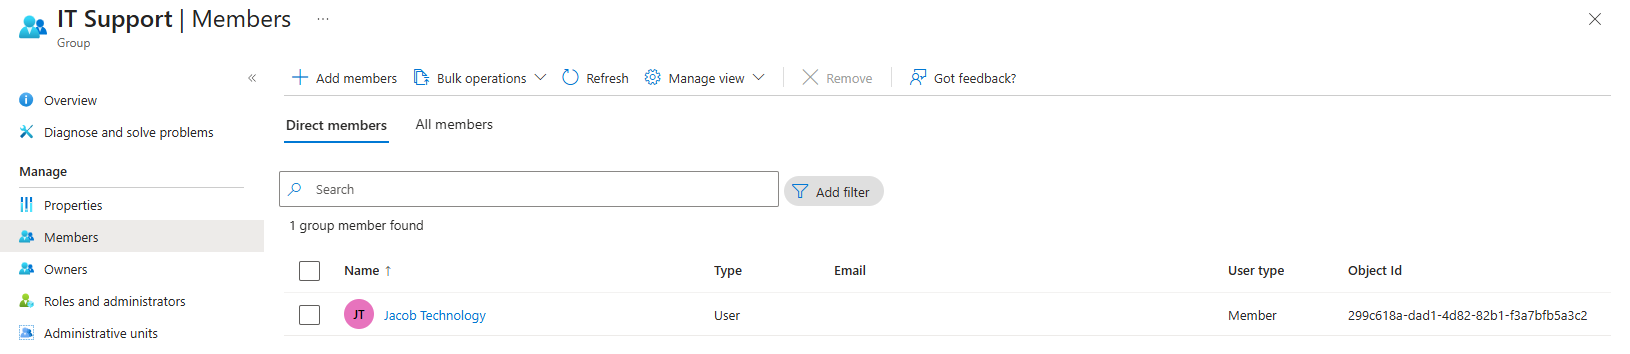 IT Support | Members ...
Group
«
Overview
Diagnose and solve problems
Manage
Properties
Members
Owners
Roles and administrators
Administrative units
Add members Bulk operations Refresh Manage view Remove Got feedback?
Direct members All members
Search Add filter
1 group member found
Name ↑ Type Email User type Object Id
JT Jacob Technology User Member 299c618a-dad1-4d82-82b1-f3a7bfb5a3c2